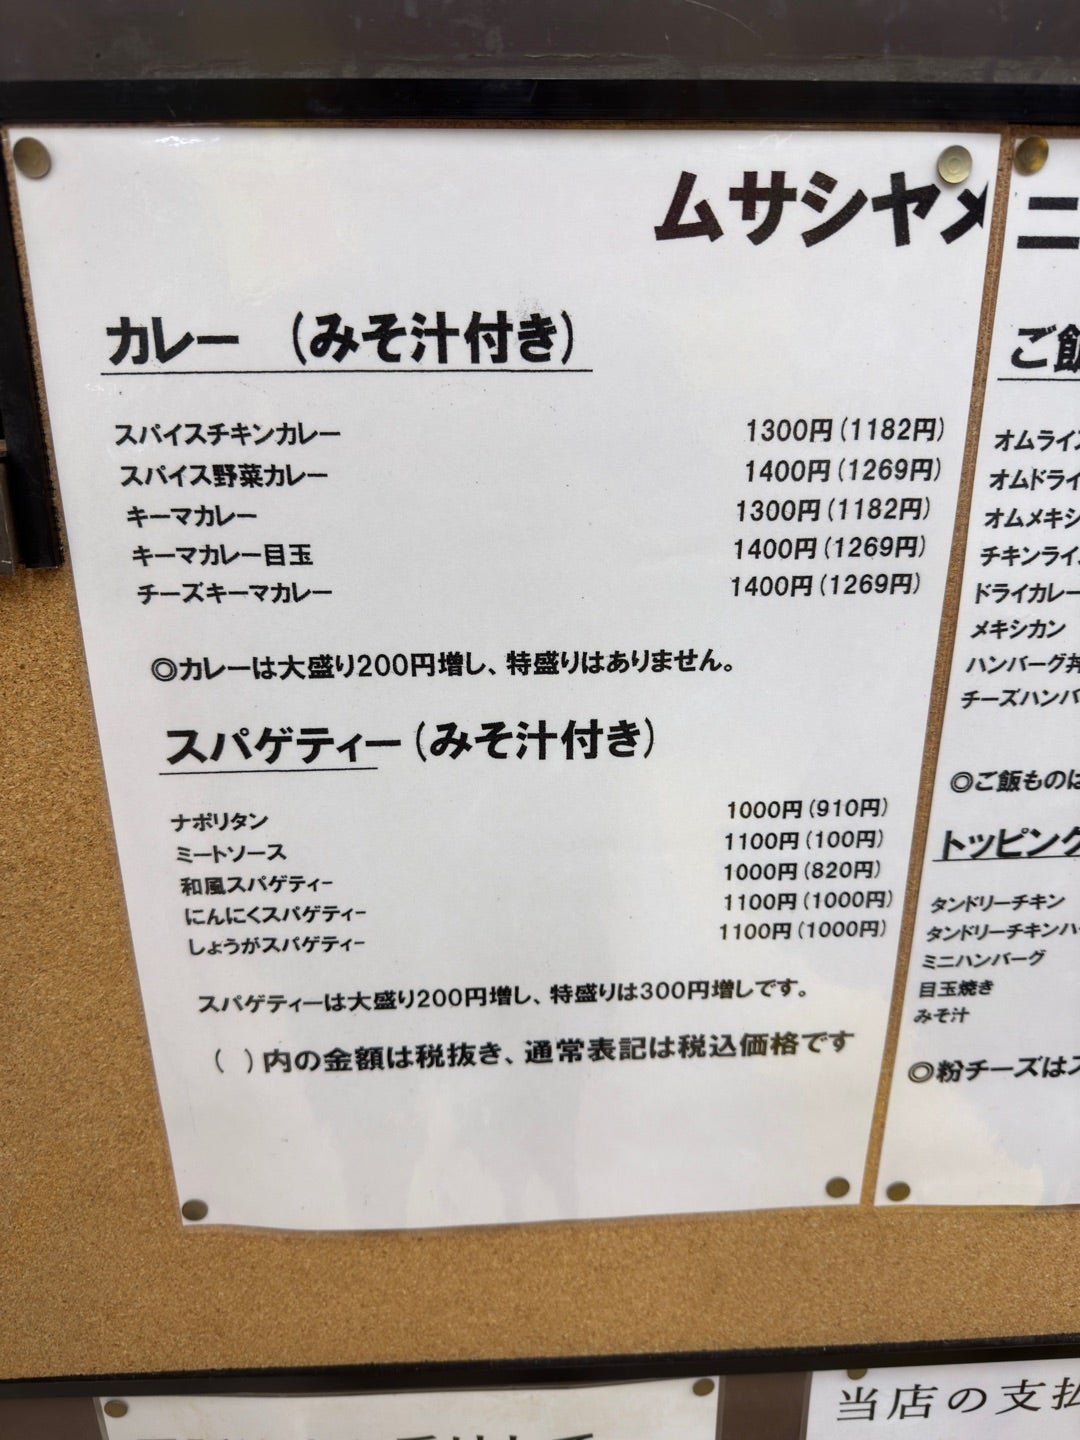 ムサシヤメニ
カレー (みそ汁付き)
スパイスチキンカレー 1300円(1182円)
スパイス野菜カレー 1400円(1269円)
キーマカレー 1300円(1182円)
キーマカレー目玉 1400円(1269円)
チーズキーマカレー 1400円(1269円)
◎カレーは大盛り200円増し、特盛りはありません。
スパゲティー(みそ汁付き)
ナポリタン 1000円(910円)
ミートソース 1100円(100円)
和風スパゲティー 1000円(820円)
にんにくスパゲティー 1100円(1000円)
しょうがスパゲティー 1100円(1000円)
スパゲティーは大盛り200円増し、特盛りは300円増しです。
( )内の金額は税抜き、通常表記は税込価格です
ご飯
オムライス
オムドライ
オムメキシ
チキンライ
ドライカレー
メキシカン
ハンバーグ丼
チーズハンバ
◎ご飯ものは
トッピング
タンドリーチキン
タンドリーチキンハ
ミニハンバーグ
目玉焼き
みそ汁
◎粉チーズはス
当店の支払